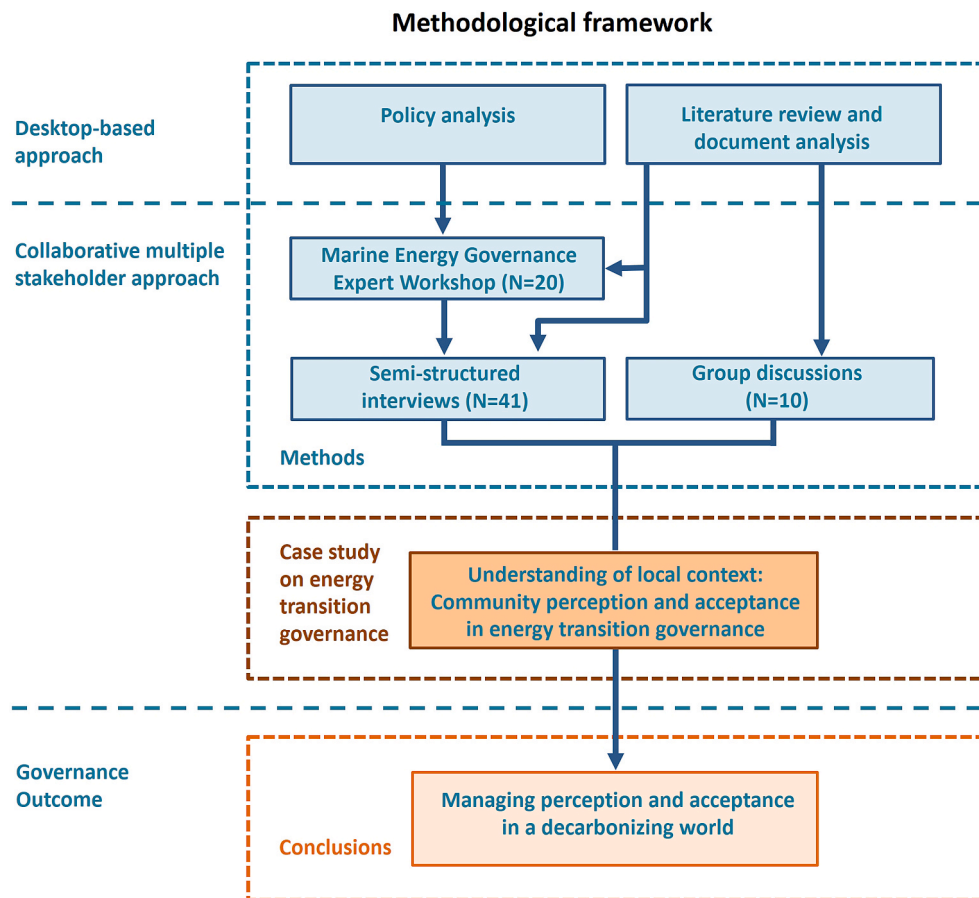 Methodological framework
Desktop-based
approach
Policy analysis
Literature review and
document analysis
Collaborative multiple
stakeholder approach
Marine Energy Governance
Expert Workshop (N=20)
Semi-structured
interviews (N=41)
Group discussions
(N=10)
Methods
Case study
on energy
transition
governance
Understanding of local context:
Community perception and acceptance
in energy transition governance
Governance
Outcome
Managing perception and acceptance
in a decarbonizing world
Conclusions